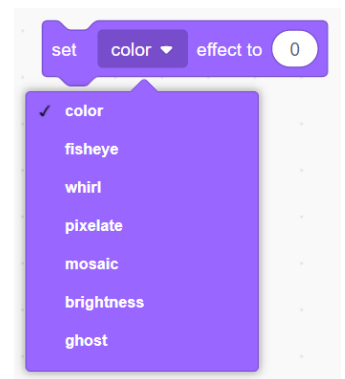 set color effect to 0
color
fisheye
whirl
pixelate
mosaic
brightness
ghost